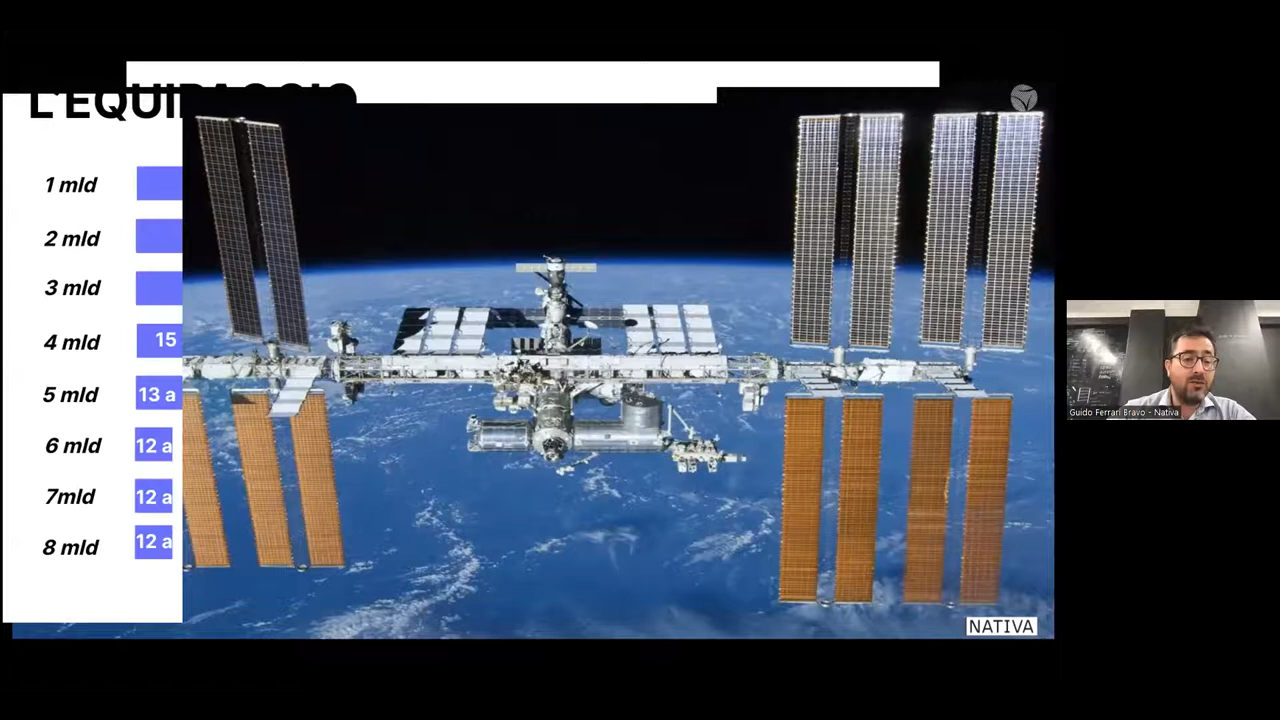 L'EQUIPAGGIO
1 mld
2 mld
3 mld
4 mld 15
5 mld 13 a
6 mld 12 a
7mld 12 a
8 mld 12 a
NATIVA
Guido Ferrari Bravo - Nativa